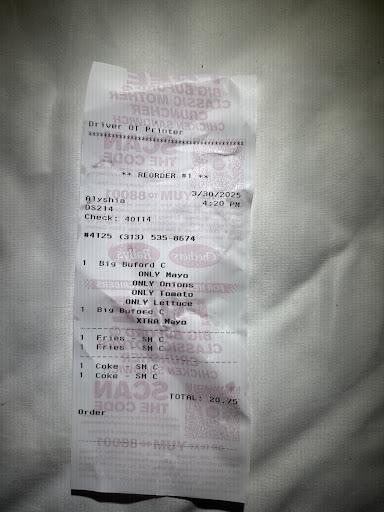 Driver OT Printer
** REORDER #1 **
3/30/2025
Alyshia 4:20 PM
DS214
Check: 40114
#4125 (313) 535-8674
1 Big Buford C
ONLY Mayo
ONLY Onions
ONLY Tomato
ONLY Lettuce
1 Big Buford C
XTRA Mayo
1 Fries - SM C
1 Fries - SM C
1 Coke - SM C
1 Coke - SM C
TOTAL: 20.75
Order